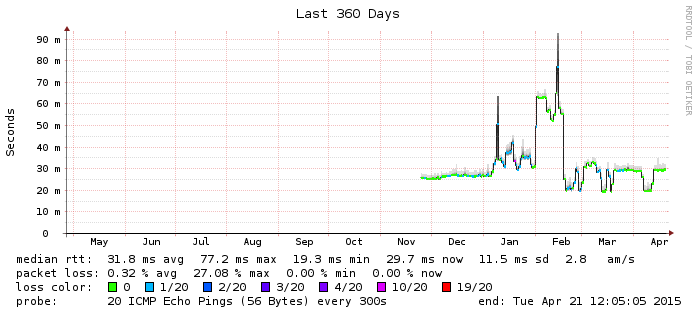 Last 360 Days
RRDTOOL / TOBI OETIKER
Seconds
90 m
80 m
70 m
60 m
50 m
40 m
30 m
20 m
10 m
0
May Jun Jul Aug Sep Oct Nov Dec Jan Feb Mar Apr
median rtt: 31.8 ms avg 77.2 ms max 19.3 ms min 29.7 ms now 11.5 ms sd 2.8 am/s
packet loss: 0.32 % avg 27.08 % max 0.00 % min 0.00 % now
loss color: 0 1/20 2/20 3/20 4/20 10/20 19/20
probe: 20 ICMP Echo Pings (56 Bytes) every 300s end: Tue Apr 21 12:05:05 2015